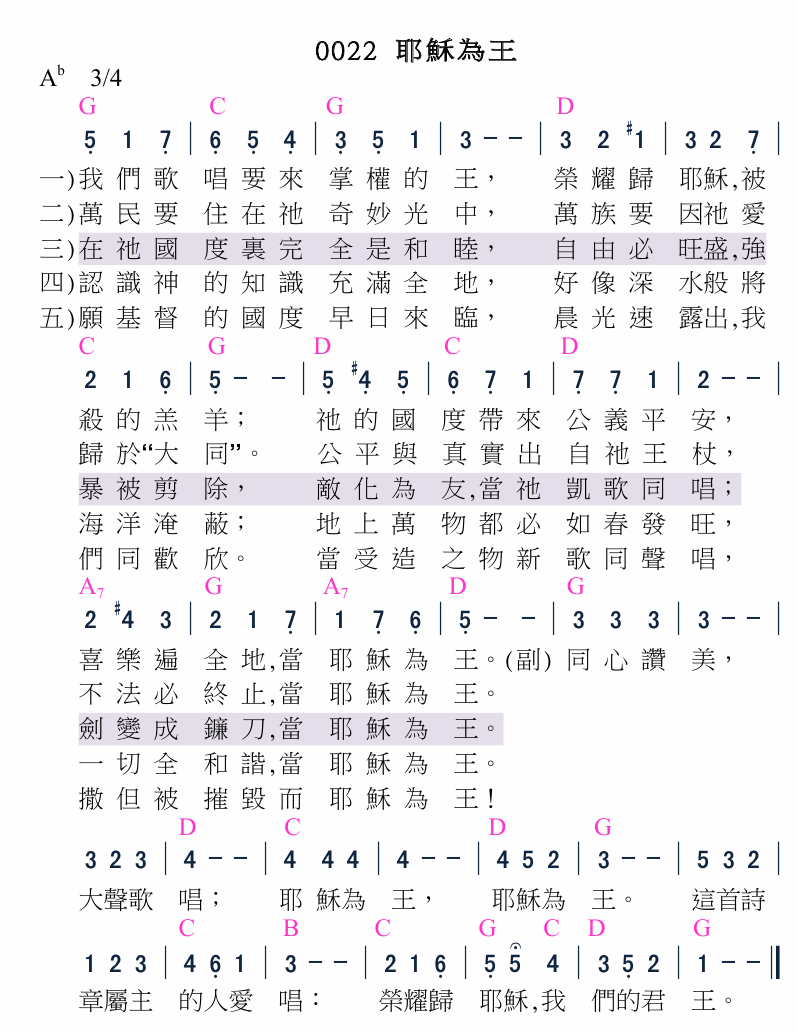 0022 耶穌為王
Aᵇ 3/4
G C G D
5̣ 1 7̣ | 6̣ 5̣ 4̣ | 3̣ 5̣ 1 | 3 – – | 3 2 #1 | 3 2 7̣ |
一)我們歌 唱要來 掌權的 王， 榮耀歸 耶穌,被
二)萬民要 住在祂 奇妙光 中， 萬族要 因祂愛
三)在祂國 度裏完 全是和 睦， 自由必 旺盛,強
四)認識神 的知識 充滿全 地， 好像深 水般將
五)願基督 的國度 早日來 臨， 晨光速 露出,我
C G D C D
2 1 6̣ | 5̣ – – | 5̣ #4̣ 5̣ | 6̣ 7̣ 1 | 7̣ 7̣ 1 | 2 – – |
殺的羔 羊； 祂的國 度帶來 公義平 安，
歸於“大 同”。 公平與 真實出 自祂王 杖，
暴被剪 除， 敵化為 友,當祂 凱歌同 唱；
海洋淹 蔽； 地上萬 物都必 如春發 旺，
們同歡 欣。 當受造 之物新 歌同聲 唱，
A₇ G A₇ D G
2 #4 3 | 2 1 7̣ | 1 7̣ 6̣ | 5̣ – – | 3 3 3 | 3 – – |
喜樂遍 全地,當 耶穌為 王。(副) 同心讚 美，
不法必 終止,當 耶穌為 王。
劍變成 鐮刀,當 耶穌為 王。
一切全 和諧,當 耶穌為 王。
撒但被 摧毀而 耶穌為 王！
D C D G
3 2 3 | 4 – – | 4 4 4 | 4 – – | 4 5 2 | 3 – – | 5 3 2 |
大聲歌 唱； 耶穌為 王， 耶穌為 王。 這首詩
C B C G C D G
1 2 3 | 4 6̣ 1 | 3 – – | 2 1 6̣ | 5̣ 5 4 | 3 5̣ 2 | 1 – – ‖
章屬主 的人愛 唱： 榮耀歸 耶穌,我 們的君 王。